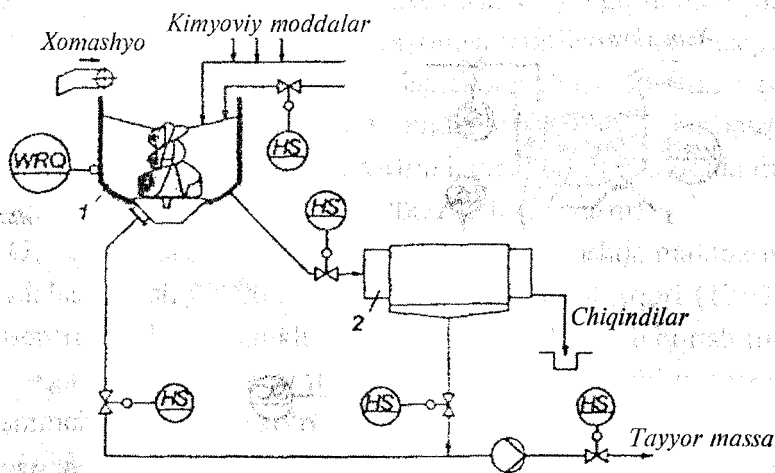 Kimyoviy moddalar
Xomashyo
HS
WRQ
1
HS
2
Chiqindilar
HS
HS
HS
Tayyor massa